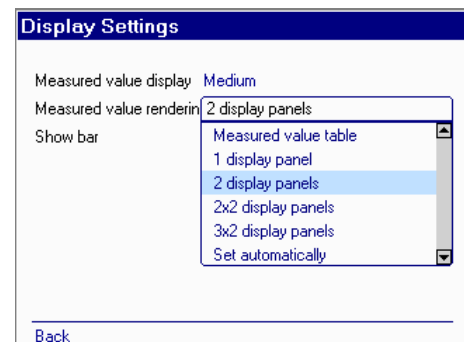 Display Settings
Measured value display Medium
Measured value renderin 2 display panels
Show bar
Measured value table
1 display panel
2 display panels
2x2 display panels
3x2 display panels
Set automatically
Back